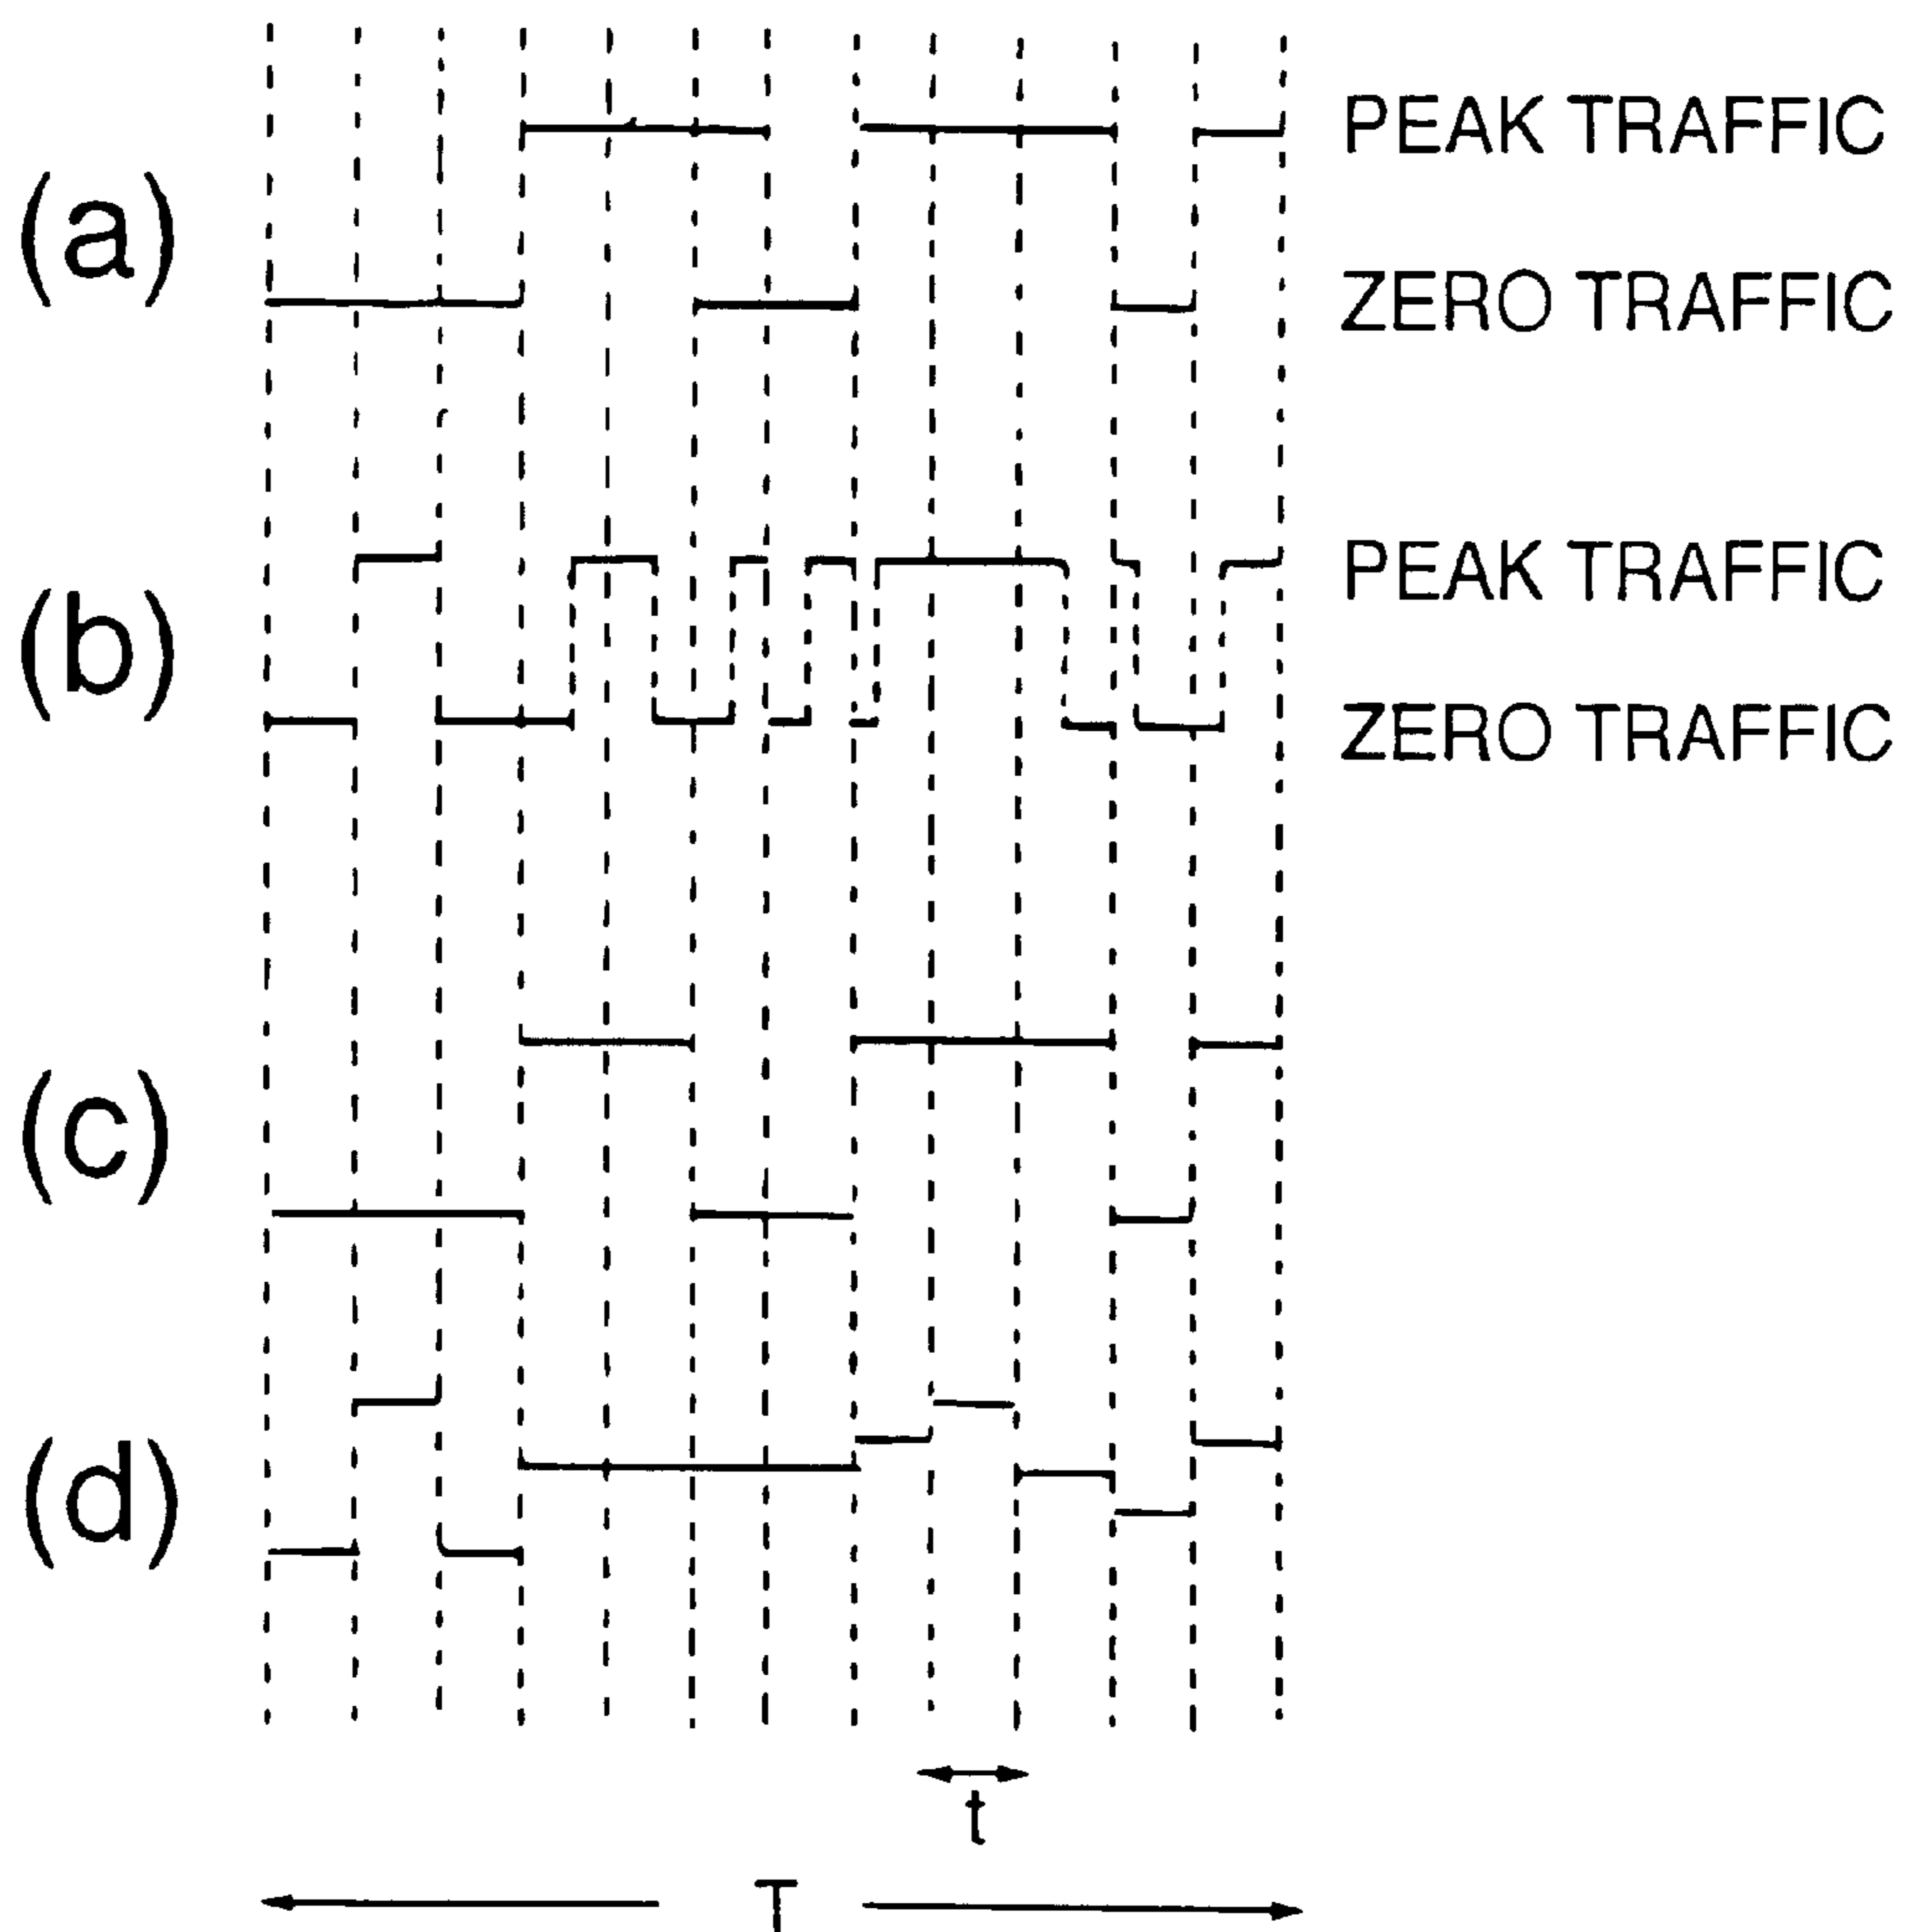 PEAK TRAFFIC
(a)
ZERO TRAFFIC
PEAK TRAFFIC
(b)
ZERO TRAFFIC
(c)
(d)
t
T